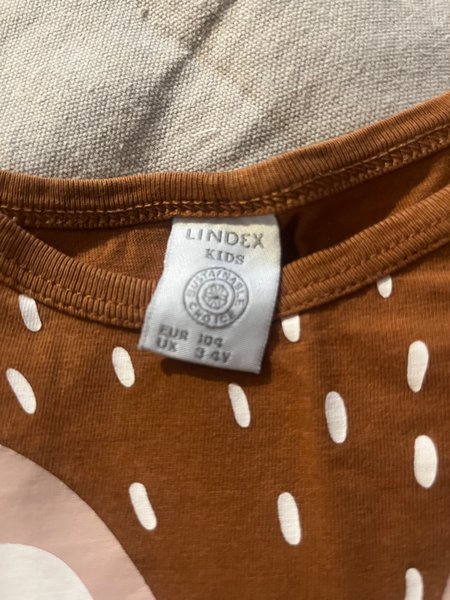 LINDEX
KIDS
SUSTAINABLE
CHOICE
EUR 104
UK 3-4Y